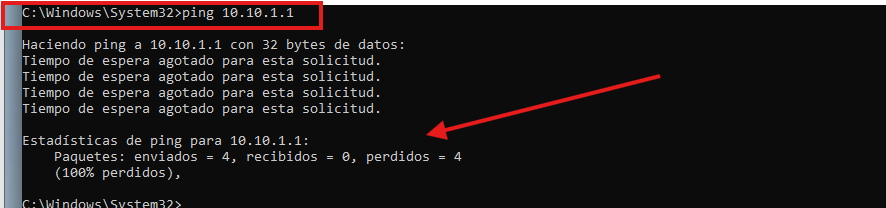 C:\Windows\System32>ping 10.10.1.1
Haciendo ping a 10.10.1.1 con 32 bytes de datos:
Tiempo de espera agotado para esta solicitud.
Tiempo de espera agotado para esta solicitud.
Tiempo de espera agotado para esta solicitud.
Tiempo de espera agotado para esta solicitud.
Estadísticas de ping para 10.10.1.1:
Paquetes: enviados = 4, recibidos = 0, perdidos = 4
(100% perdidos),
C:\Windows\System32>